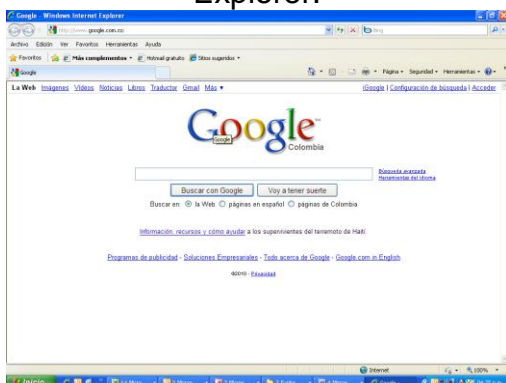 Explorer.
Google - Windows Internet Explorer
http://www.google.com.co/
Bing
Archivo Edición Ver Favoritos Herramientas Ayuda
Favoritos Más complementos Hotmail gratuito Sitios sugeridos
Google Página Seguridad Herramientas
La Web Imágenes Vídeos Noticias Libros Traductor Gmail Más ▼ iGoogle | Configuración de búsqueda | Acceder
Google
Google
Colombia
Búsqueda avanzada
Herramientas del idioma
Buscar con Google Voy a tener suerte
Buscar en: la Web páginas en español páginas de Colombia
Información, recursos y cómo ayudar a los supervivientes del terremoto de Haití
Programas de publicidad - Soluciones Empresariales - Todo acerca de Google - Google.com in English
©2010 - Privacidad
Internet 100%
Inicio